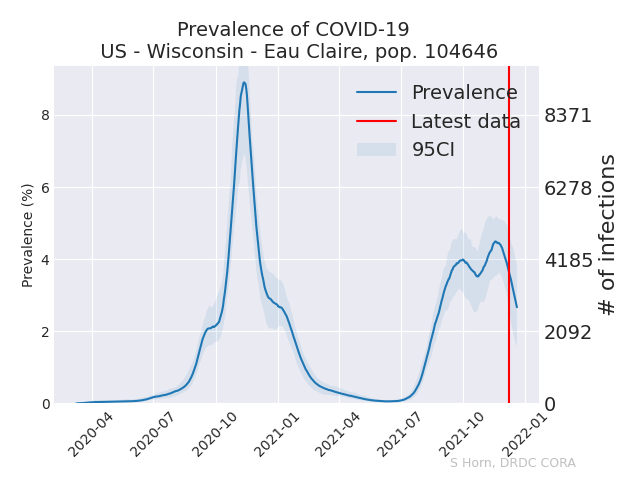 Prevalence of COVID-19
US - Wisconsin - Eau Claire, pop. 104646
Prevalence
Latest data
95CI
Prevalence (%)
8
6
4
2
0
8371
6278
4185
2092
0
# of infections
2020-04
2020-07
2020-10
2021-01
2021-04
2021-07
2021-10
2022-01
S Horn, DRDC CORA